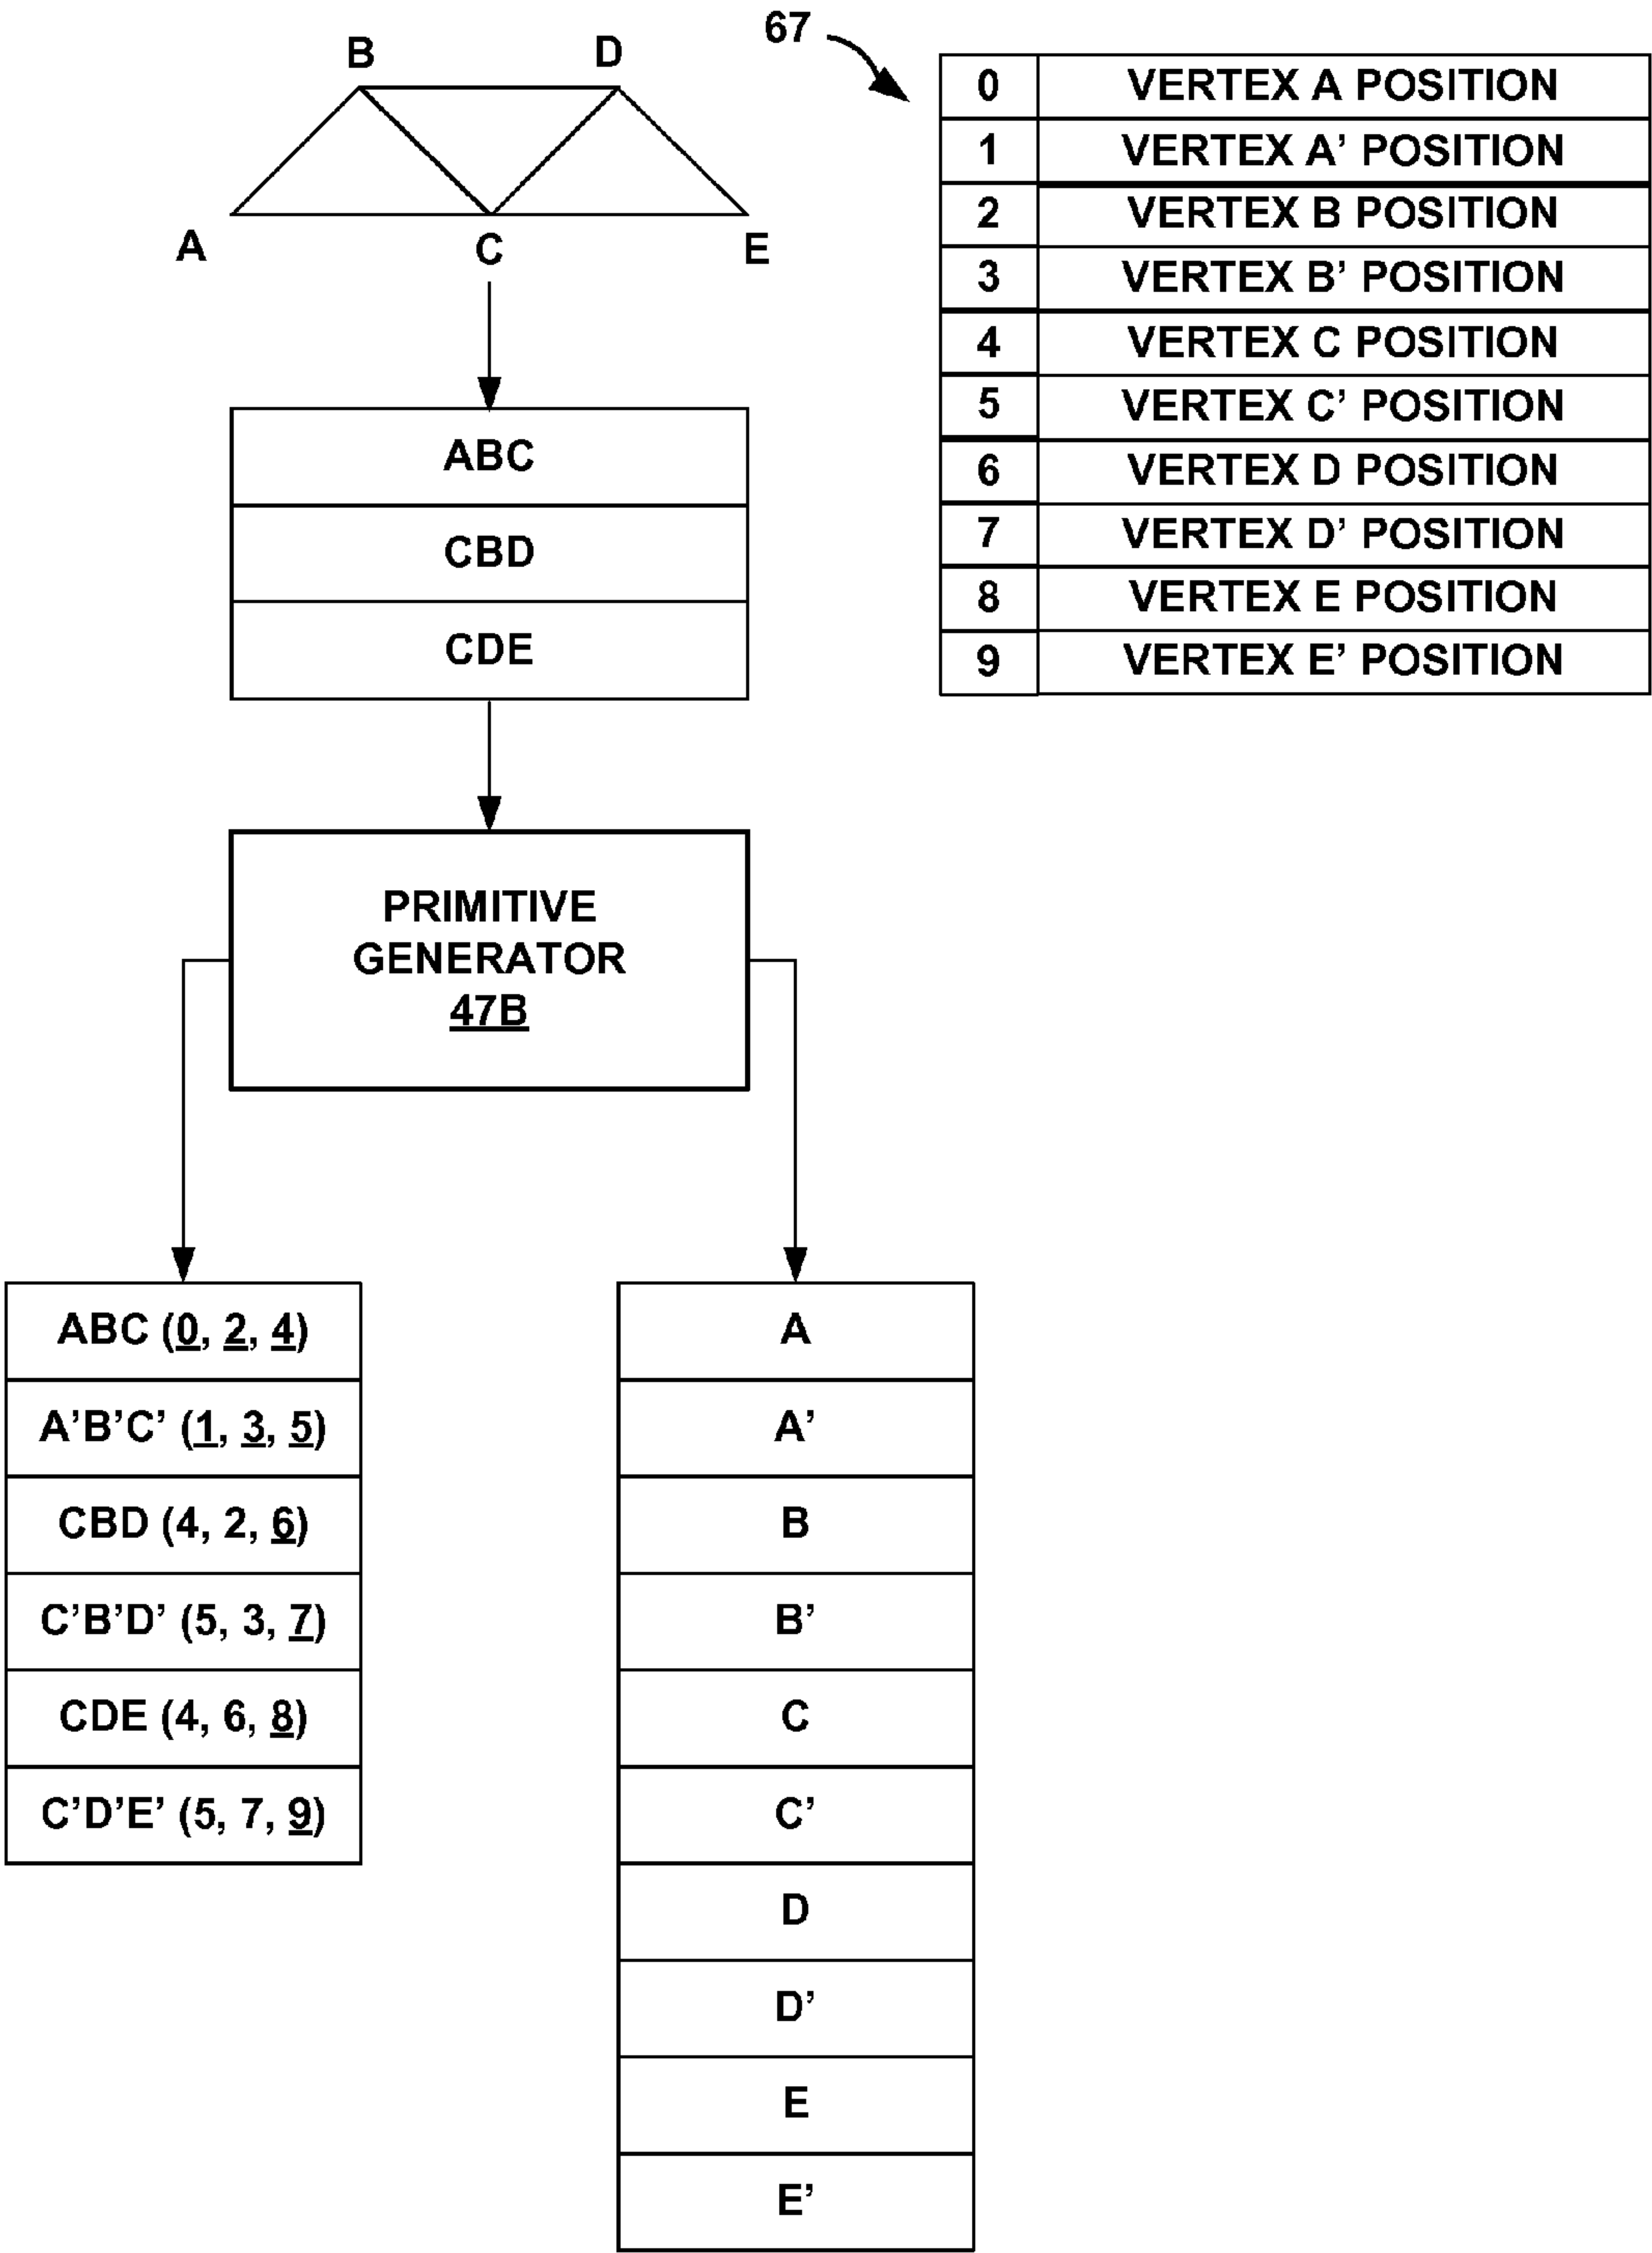 B
D
A
C
E
67
0 VERTEX A POSITION
1 VERTEX A' POSITION
2 VERTEX B POSITION
3 VERTEX B' POSITION
4 VERTEX C POSITION
5 VERTEX C' POSITION
6 VERTEX D POSITION
7 VERTEX D' POSITION
8 VERTEX E POSITION
9 VERTEX E' POSITION
ABC
CBD
CDE
PRIMITIVE
GENERATOR
47B
ABC (0, 2, 4)
A'B'C' (1, 3, 5)
CBD (4, 2, 6)
C'B'D' (5, 3, 7)
CDE (4, 6, 8)
C'D'E' (5, 7, 9)
A
A'
B
B'
C
C'
D
D'
E
E'